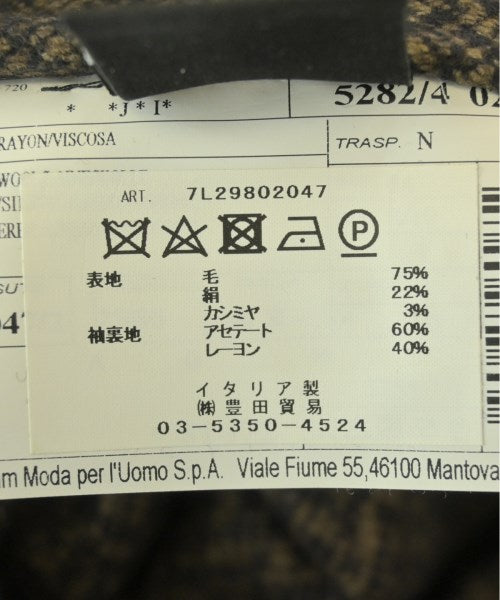 720
* *J*I*
5282/4 02
RAYON/VISCOSA
TRASP. N
ART. 7L29802047
P
表地 毛 75%
絹 22%
カシミヤ 3%
袖裏地 アセテート 60%
レーヨン 40%
イタリア製
㈱豊田貿易
03-5350-4524
m Moda per l'Uomo S.p.A. Viale Fiume 55,46100 Mantova